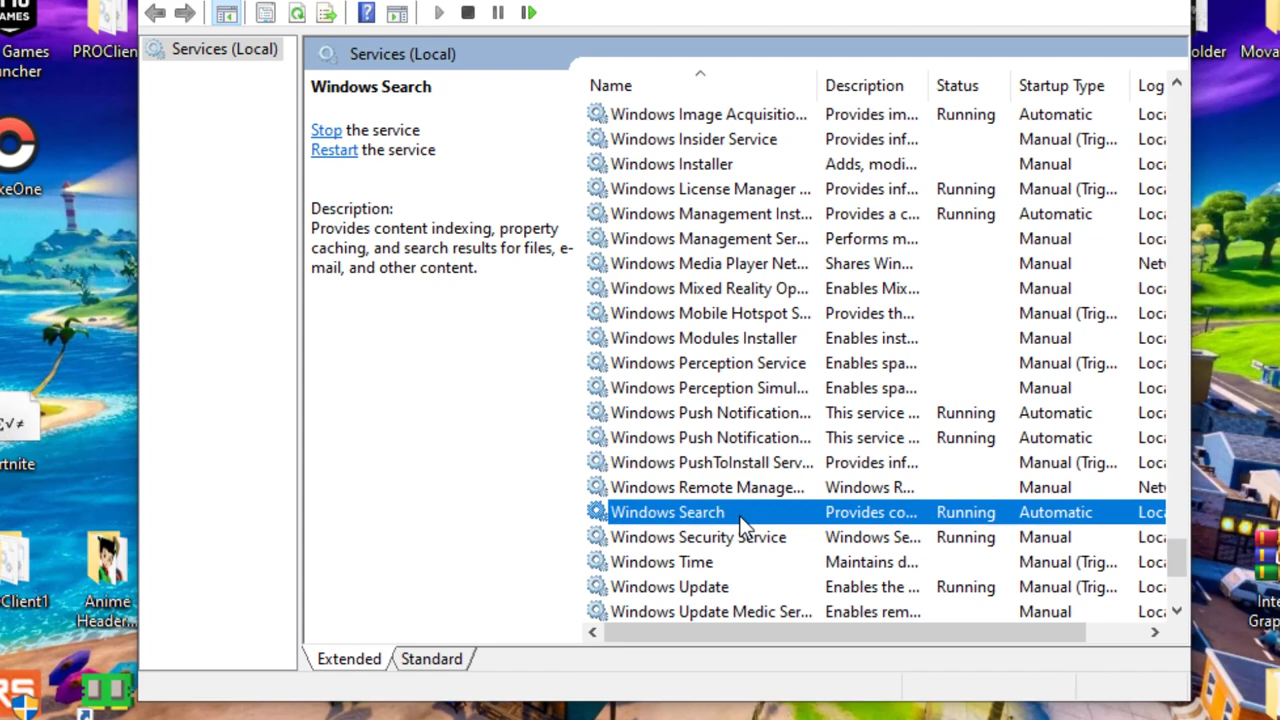 GAMES
Games
uncher
PROClien
keOne
rtnite
Client1
Anime
Header...
RS
Services (Local)
Services (Local)
Windows Search
Stop the service
Restart the service
Description:
Provides content indexing, property
caching, and search results for files, e-
mail, and other content.
Name Description Status Startup Type Log
Windows Image Acquisitio... Provides im... Running Automatic Loca
Windows Insider Service Provides inf... Manual (Trig... Loca
Windows Installer Adds, modi... Manual Loca
Windows License Manager ... Provides inf... Running Manual (Trig... Loca
Windows Management Inst... Provides a c... Running Automatic Loca
Windows Management Ser... Performs m... Manual Loca
Windows Media Player Net... Shares Win... Manual Netw
Windows Mixed Reality Op... Enables Mix... Manual Loca
Windows Mobile Hotspot S... Provides th... Manual (Trig... Loca
Windows Modules Installer Enables inst... Manual Loca
Windows Perception Service Enables spa... Manual (Trig... Loca
Windows Perception Simul... Enables spa... Manual Loca
Windows Push Notification... This service ... Running Automatic Loca
Windows Push Notification... This service ... Running Automatic Loca
Windows PushToInstall Serv... Provides inf... Manual (Trig... Loca
Windows Remote Manage... Windows R... Manual Netw
Windows Search Provides co... Running Automatic Loca
Windows Security Service Windows Se... Running Manual Loca
Windows Time Maintains d... Manual (Trig... Loca
Windows Update Enables the ... Running Manual (Trig... Loca
Windows Update Medic Ser... Enables rem... Manual Loca
Extended Standard
older
Mova
Inte
Grap